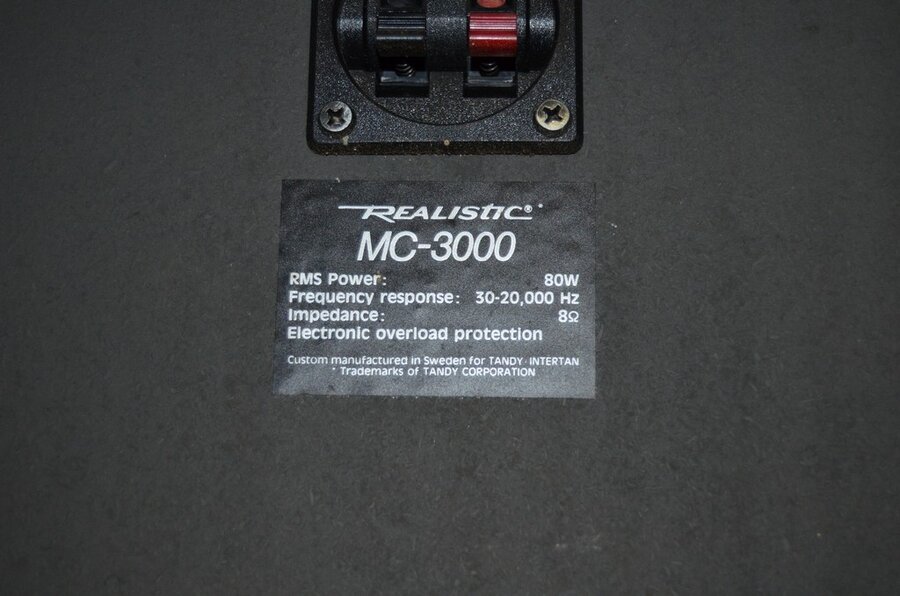 REALISTIC® *
MC-3000
RMS Power: 80W
Frequency response: 30-20,000 Hz
Impedance: 8Ω
Electronic overload protection
Custom manufactured in Sweden for TANDY · INTERTAN
* Trademarks of TANDY CORPORATION